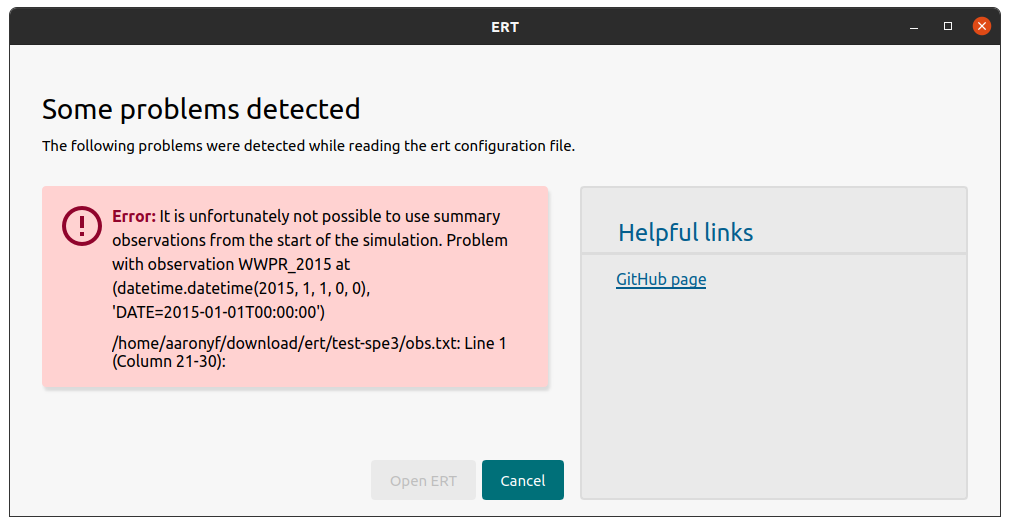 ERT
Some problems detected
The following problems were detected while reading the ert configuration file.
Error: It is unfortunately not possible to use summary
observations from the start of the simulation. Problem
with observation WWPR_2015 at
(datetime.datetime(2015, 1, 1, 0, 0),
'DATE=2015-01-01T00:00:00')
/home/aaronyf/download/ert/test-spe3/obs.txt: Line 1
(Column 21-30):
Helpful links
GitHub page
Open ERT
Cancel